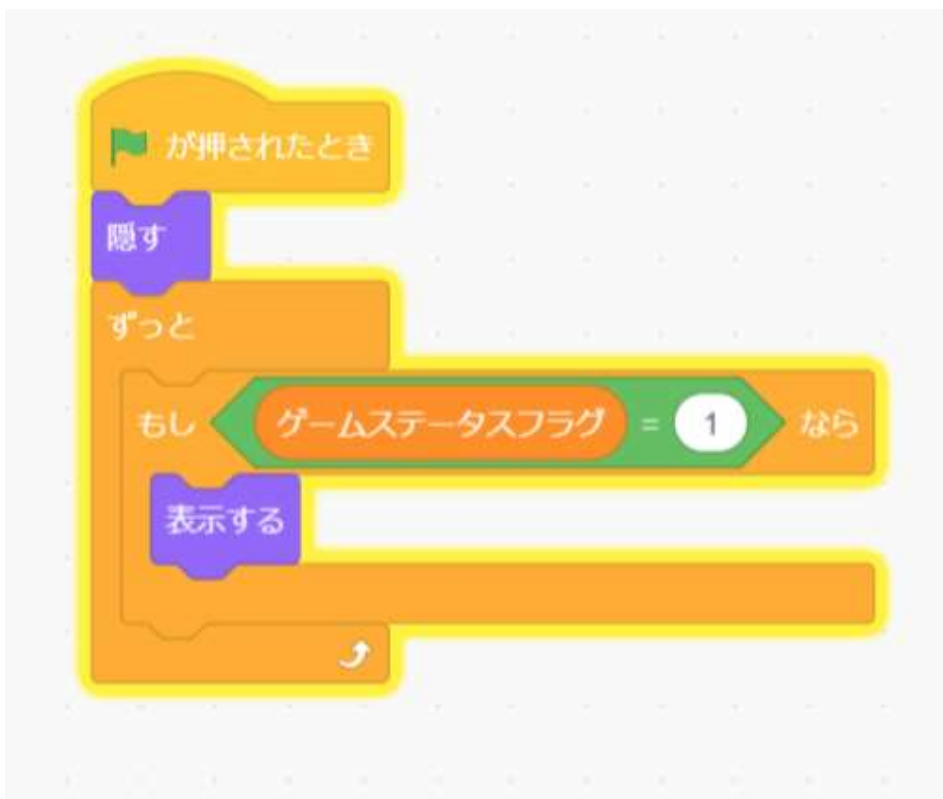 が押されたとき
隠す
ずっと
もし ゲームステータスフラグ = 1 なら
表示する